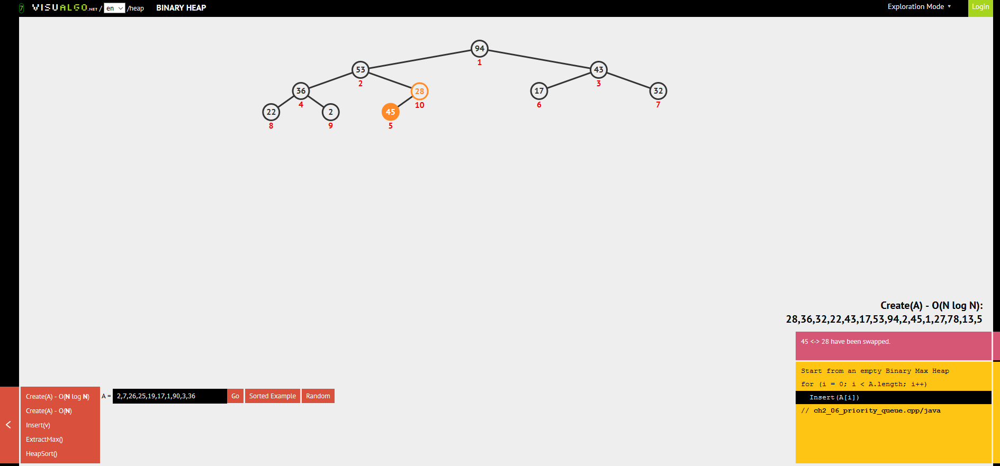 7 VISUALGO.NET / en /heap BINARY HEAP Exploration Mode ▾ Login
94
1
53 43
2 3
36 28 17 32
4 10 6 7
22 2 45
8 9 5
Create(A) - O(N log N):
28,36,32,22,43,17,53,94,2,45,1,27,78,13,5
45 <-> 28 have been swapped.
Start from an empty Binary Max Heap
for (i = 0; i < A.length; i++)
Insert(A[i])
// ch2_06_priority_queue.cpp/java
<
Create(A) - O(N log N)
Create(A) - O(N)
Insert(v)
ExtractMax()
HeapSort()
A = 2,7,26,25,19,17,1,90,3,36 Go Sorted Example Random